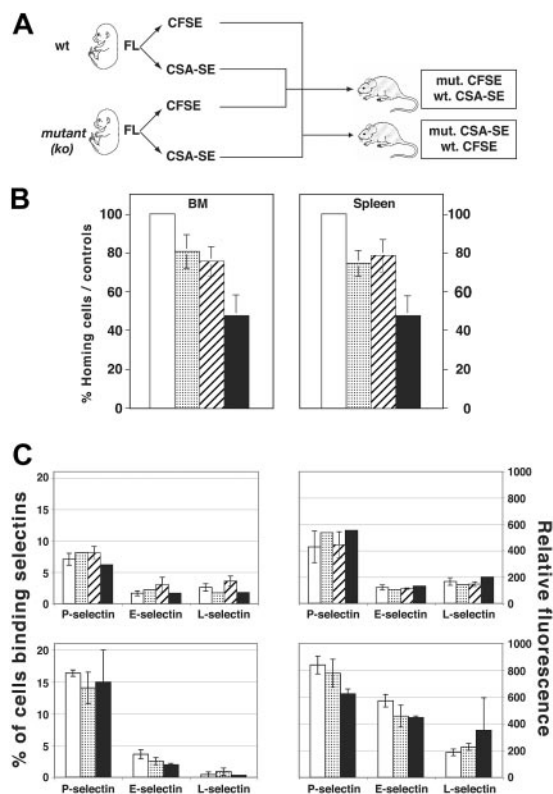 A
wt
FL
CFSE
CSA-SE
mutant
(ko)
FL
CFSE
CSA-SE
mut. CFSE
wt. CSA-SE
mut. CSA-SE
wt. CFSE
B
BM
Spleen
% Homing cells / controls
100
80
60
40
20
0
100
80
60
40
20
0
C
% of cells binding selectins
Relative fluorescence
20
15
10
5
0
P-selectin E-selectin L-selectin
1000
800
600
400
200
0
P-selectin E-selectin L-selectin
20
15
10
5
0
P-selectin E-selectin L-selectin
1000
800
600
400
200
0
P-selectin E-selectin L-selectin